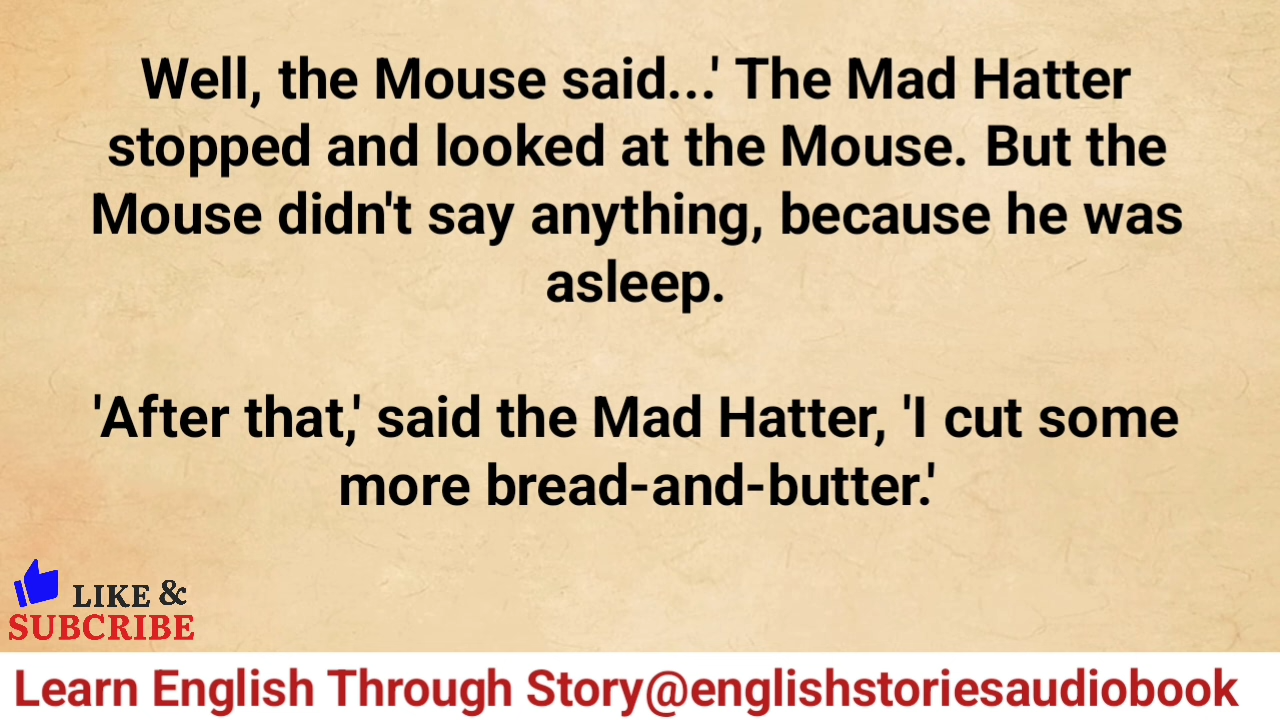 Well, the Mouse said...' The Mad Hatter
stopped and looked at the Mouse. But the
Mouse didn't say anything, because he was
asleep.
'After that,' said the Mad Hatter, 'I cut some
more bread-and-butter.'
LIKE &
SUBCRIBE
Learn English Through Story@englishstoriesaudiobook